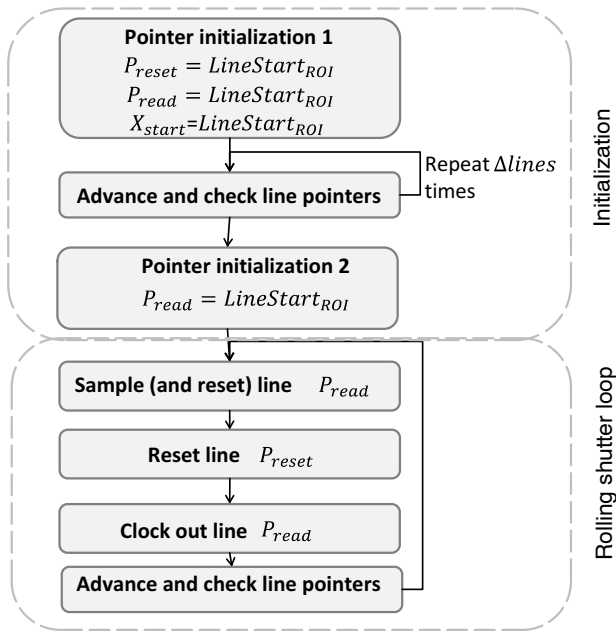 Pointer initialization 1
P_reset = LineStart_ROI
P_read = LineStart_ROI
X_start=LineStart_ROI
Repeat Δlines
times
Advance and check line pointers
Pointer initialization 2
P_read = LineStart_ROI
Initialization
Sample (and reset) line P_read
Reset line P_reset
Clock out line P_read
Advance and check line pointers
Rolling shutter loop